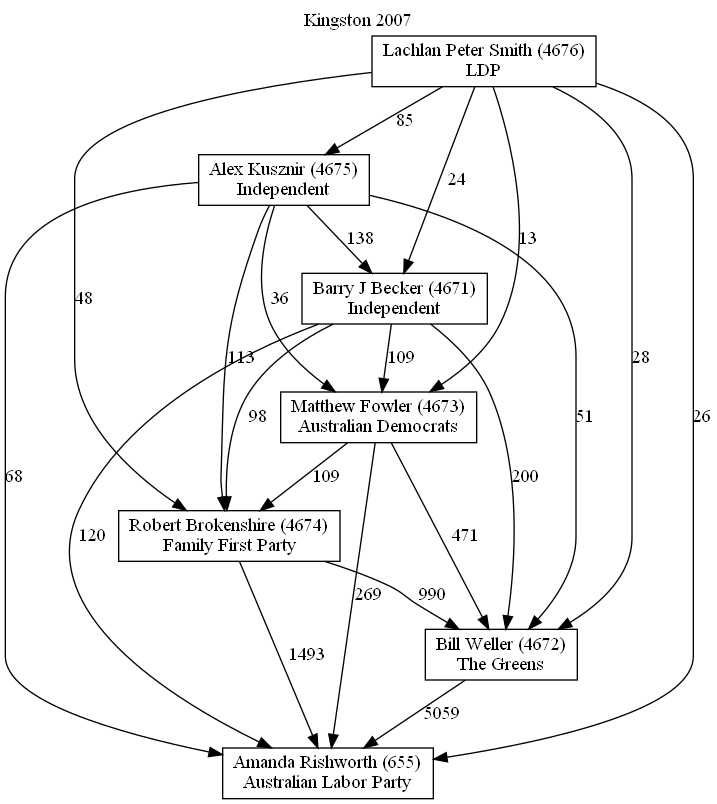 Kingston 2007
Lachlan Peter Smith (4676)
LDP
85
Alex Kusznir (4675)
Independent
24
138
13
36
Barry J Becker (4671)
Independent
48
113
109
28
98
Matthew Fowler (4673)
Australian Democrats
51
26
68
109
200
Robert Brokenshire (4674)
Family First Party
120
471
269
990
1493
Bill Weller (4672)
The Greens
5059
Amanda Rishworth (655)
Australian Labor Party